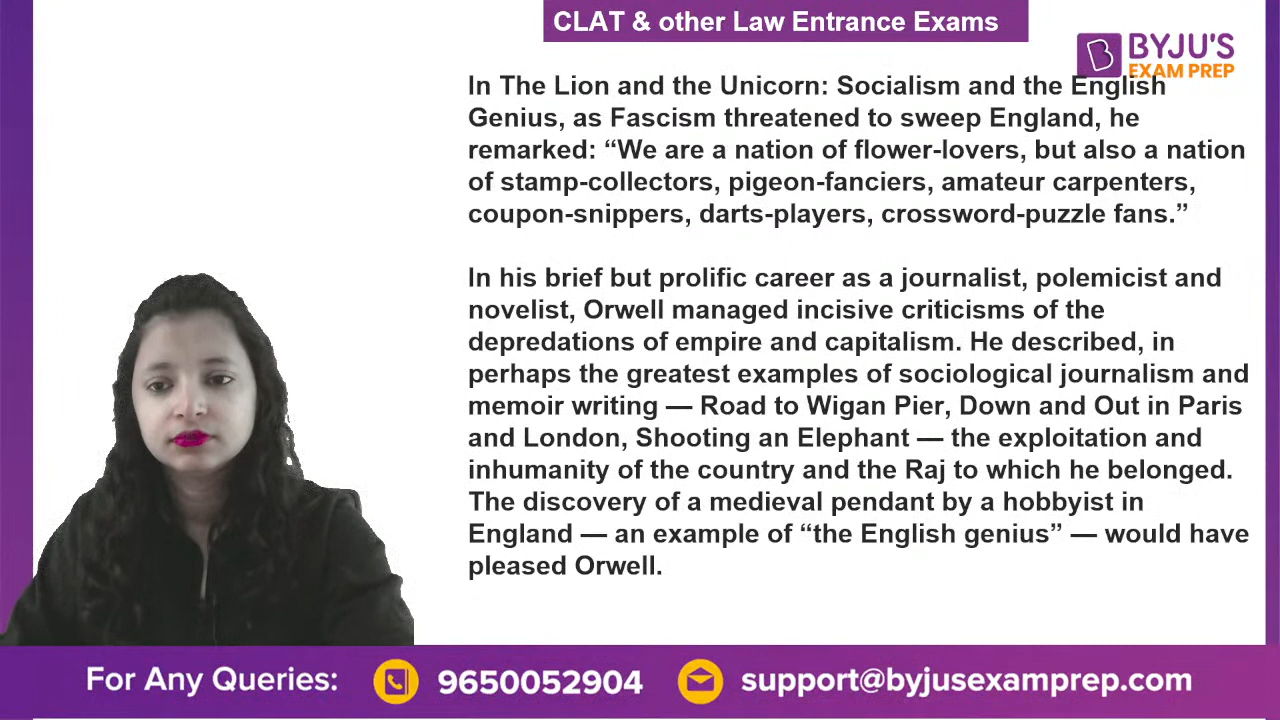 CLAT & other Law Entrance Exams
BYJU'S
EXAM PREP
In The Lion and the Unicorn: Socialism and the English
Genius, as Fascism threatened to sweep England, he
remarked: “We are a nation of flower-lovers, but also a nation
of stamp-collectors, pigeon-fanciers, amateur carpenters,
coupon-snippers, darts-players, crossword-puzzle fans.”
In his brief but prolific career as a journalist, polemicist and
novelist, Orwell managed incisive criticisms of the
depredations of empire and capitalism. He described, in
perhaps the greatest examples of sociological journalism and
memoir writing — Road to Wigan Pier, Down and Out in Paris
and London, Shooting an Elephant — the exploitation and
inhumanity of the country and the Raj to which he belonged.
The discovery of a medieval pendant by a hobbyist in
England — an example of “the English genius” — would have
pleased Orwell.
For Any Queries: 9650052904 support@byjusexamprep.com